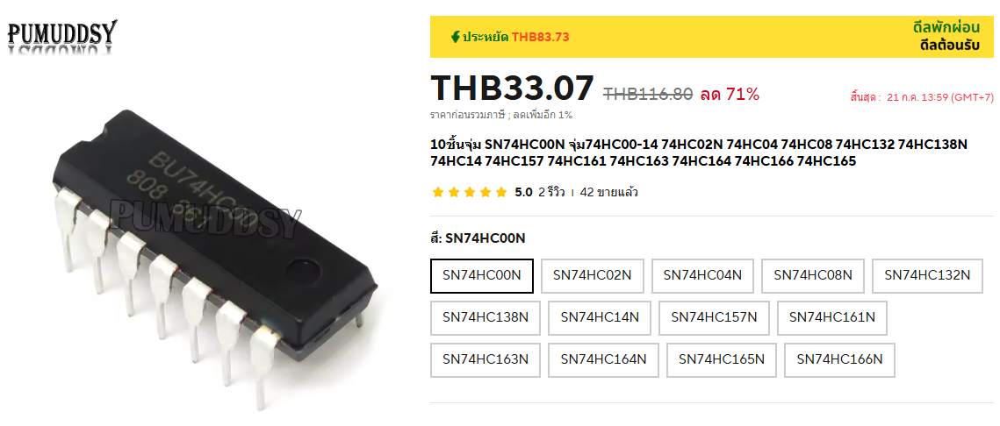 PUMUDDSY
BU74HC00
808
PUMUDDSY
ประหยัด THB83.73
ดีลพักผ่อน
ดีลต้อนรับ
THB33.07 THB116.80 ลด 71%
สิ้นสุด : 21 ก.ค. 13:59 (GMT+7)
ราคาก่อนรวมภาษี ; ลดเพิ่มอีก 1%
10ชิ้นจุ่ม SN74HC00N จุ่ม74HC00-14 74HC02N 74HC04 74HC08 74HC132 74HC138N
74HC14 74HC157 74HC161 74HC163 74HC164 74HC166 74HC165
5.0 2 รีวิว | 42 ขายแล้ว
สี: SN74HC00N
SN74HC00N SN74HC02N SN74HC04N SN74HC08N SN74HC132N
SN74HC138N SN74HC14N SN74HC157N SN74HC161N
SN74HC163N SN74HC164N SN74HC165N SN74HC166N